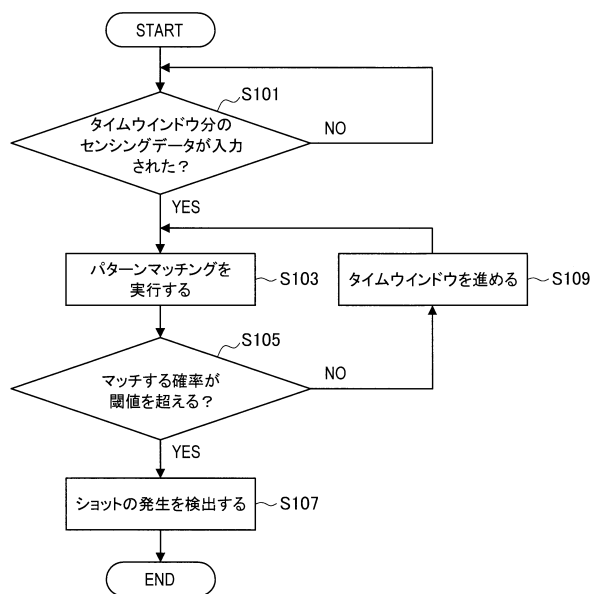 START
S101
タイムウインドウ分の
センシングデータが入力
された？
NO
YES
パターンマッチングを
実行する
S103
タイムウインドウを進める
S109
S105
マッチする確率が
閾値を超える？
NO
YES
ショットの発生を検出する
S107
END